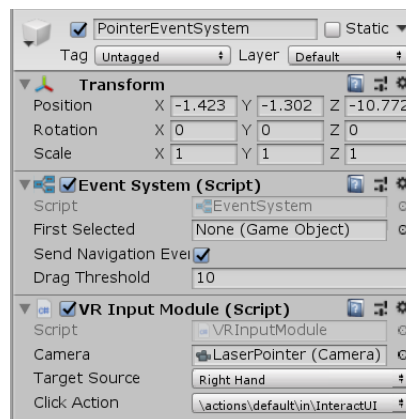 PointerEventSystem Static
Tag Untagged Layer Default
Transform
Position X -1.423 Y -1.302 Z -10.772
Rotation X 0 Y 0 Z 0
Scale X 1 Y 1 Z 1
Event System (Script)
Script EventSystem
First Selected None (Game Object)
Send Navigation Ever
Drag Threshold 10
VR Input Module (Script)
Script VRInputModule
Camera LaserPointer (Camera)
Target Source Right Hand
Click Action \actions\default\in\InteractUI